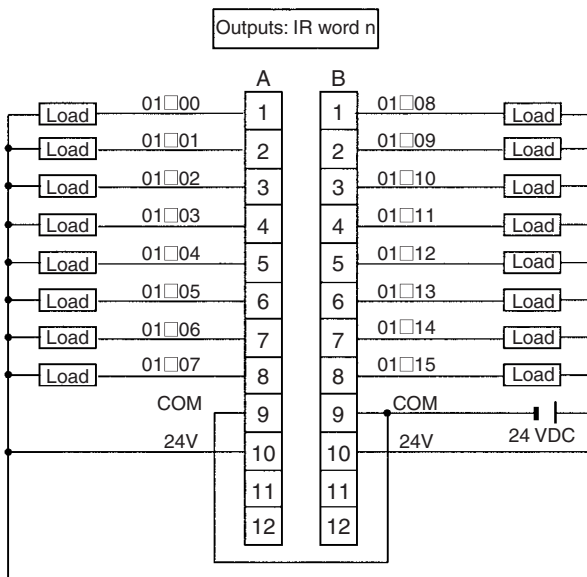 Outputs: IR word n
A B
Load 01□00 1 1 01□08 Load
Load 01□01 2 2 01□09 Load
Load 01□02 3 3 01□10 Load
Load 01□03 4 4 01□11 Load
Load 01□04 5 5 01□12 Load
Load 01□05 6 6 01□13 Load
Load 01□06 7 7 01□14 Load
Load 01□07 8 8 01□15 Load
COM 9 9 COM
24 VDC
24V 10 10 24V
11 11
12 12